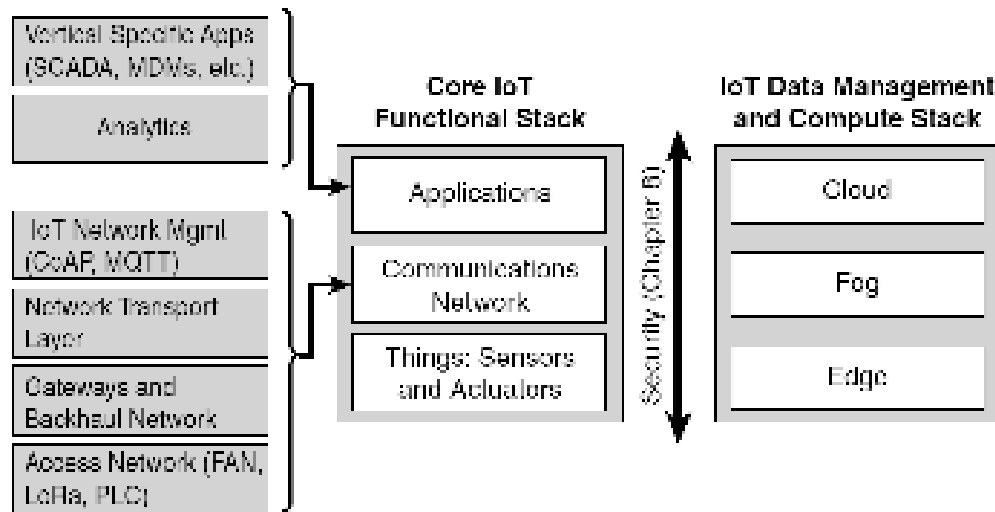 Vertical Specific Apps
(SCADA, MDMs, etc.)
Analytics
IoT Network Mgmt
(CoAP, MQTT)
Network Transport
Layer
Gateways and
Backhaul Network
Access Network (FAN,
LoRa, PLC)
Core IoT
Functional Stack
Applications
Communications
Network
Things: Sensors
and Actuators
Security (Chapter 8)
IoT Data Management
and Compute Stack
Cloud
Fog
Edge